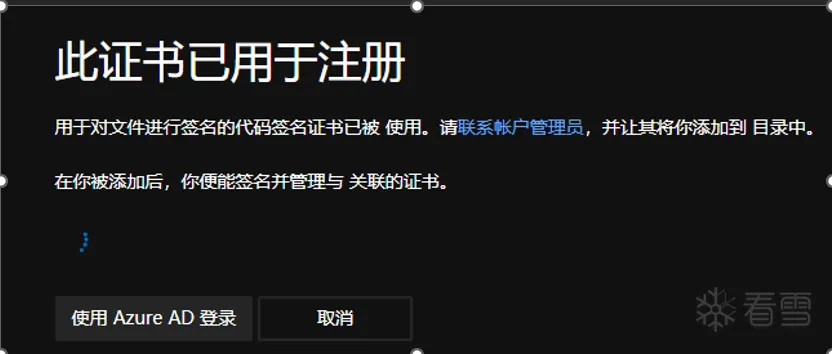 此证书已用于注册
用于对文件进行签名的代码签名证书已被 使用。请联系帐户管理员，并让其将你添加到 目录中。
在你被添加后，你便能签名并管理与 关联的证书。
使用 Azure AD 登录 取消
看雪